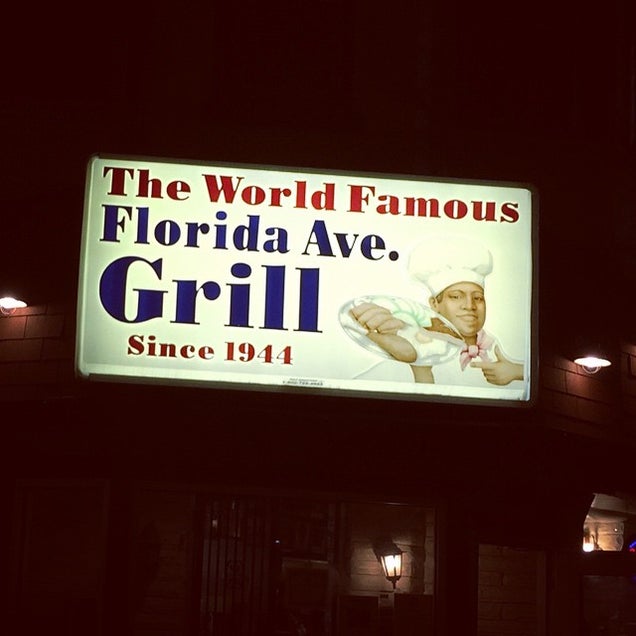 The World Famous
Florida Ave.
Grill
Since 1944